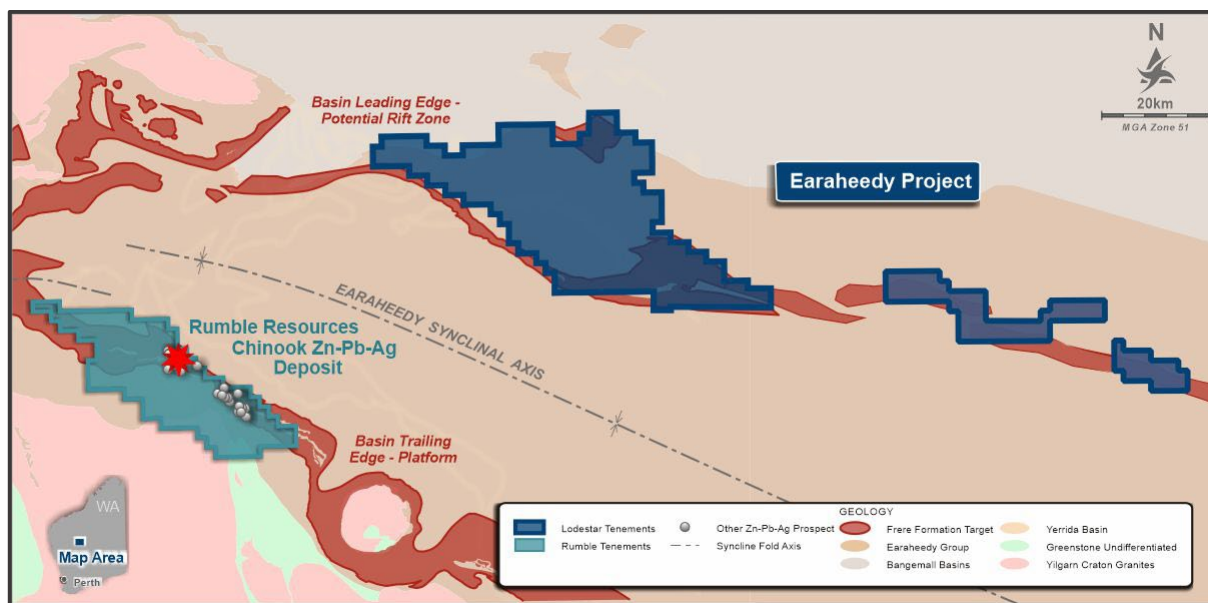 N
20km
MGA Zone 51
Basin Leading Edge -
Potential Rift Zone
Earaheedy Project
EARAHEEDY SYNCLINAL AXIS
Rumble Resources
Chinook Zn-Pb-Ag
Deposit
Basin Trailing
Edge - Platform
WA
Map Area
Perth
GEOLOGY
Lodestar Tenements
Other Zn-Pb-Ag Prospect
Frere Formation Target
Yerrida Basin
Rumble Tenements
Syncline Fold Axis
Earaheedy Group
Greenstone Undifferentiated
Bangemall Basins
Yilgarn Craton Granites